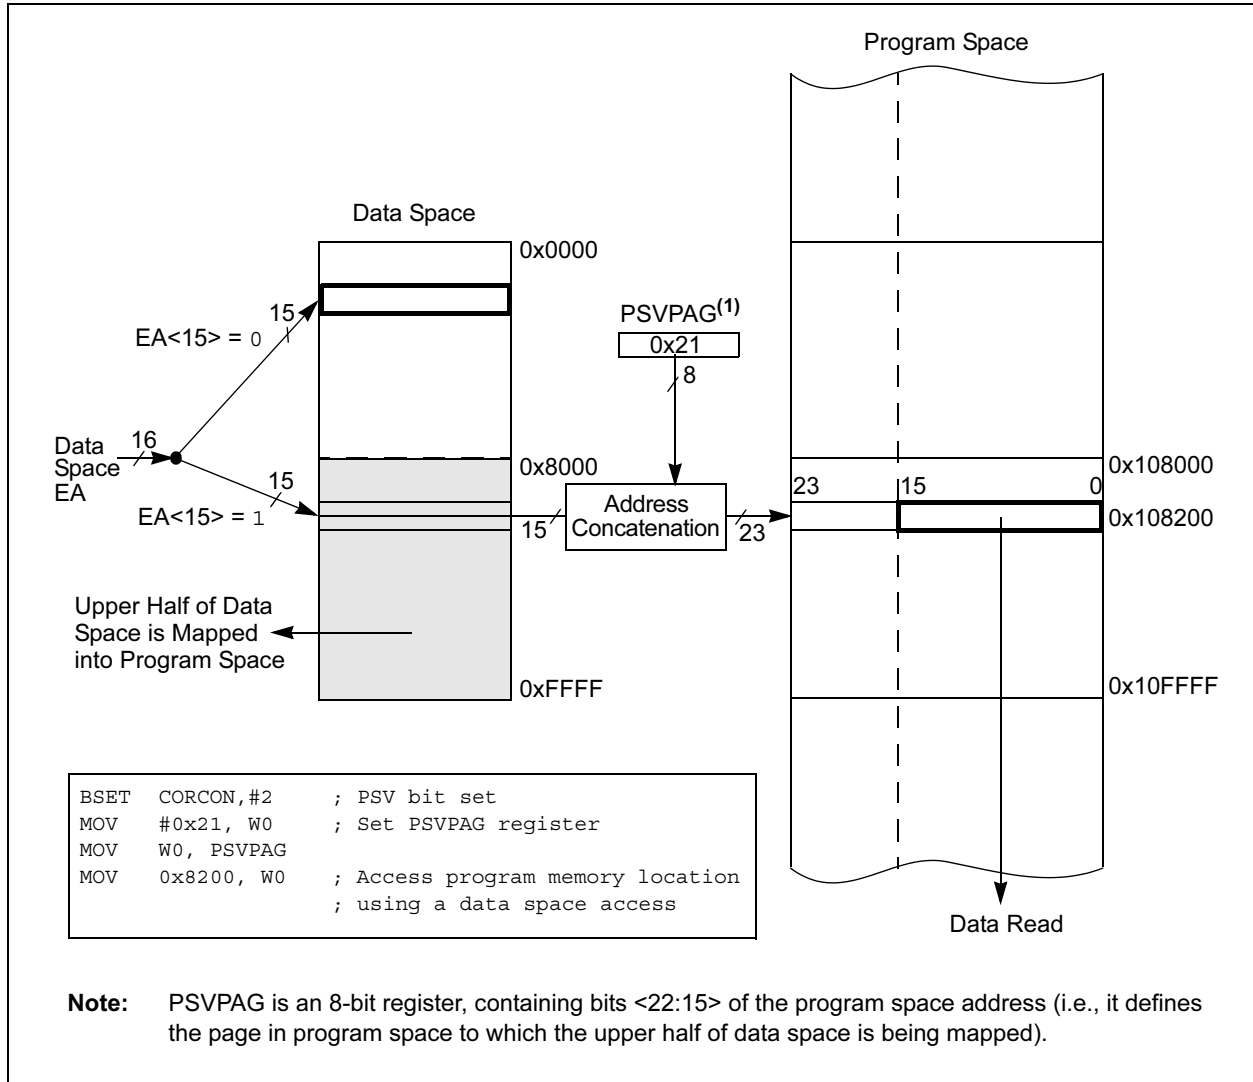 Program Space
Data Space
0x0000
15
EA<15> = 0
PSVPAG(1)
0x21
8
16
Data
Space
EA
0x8000
15
EA<15> = 1
15
Address
Concatenation
23
23
15
0
0x108000
0x108200
Upper Half of Data
Space is Mapped
into Program Space
0xFFFF
0x10FFFF
BSET CORCON,#2 ; PSV bit set
MOV #0x21, W0 ; Set PSVPAG register
MOV W0, PSVPAG
MOV 0x8200, W0 ; Access program memory location
; using a data space access
Data Read
Note: PSVPAG is an 8-bit register, containing bits <22:15> of the program space address (i.e., it defines
the page in program space to which the upper half of data space is being mapped).